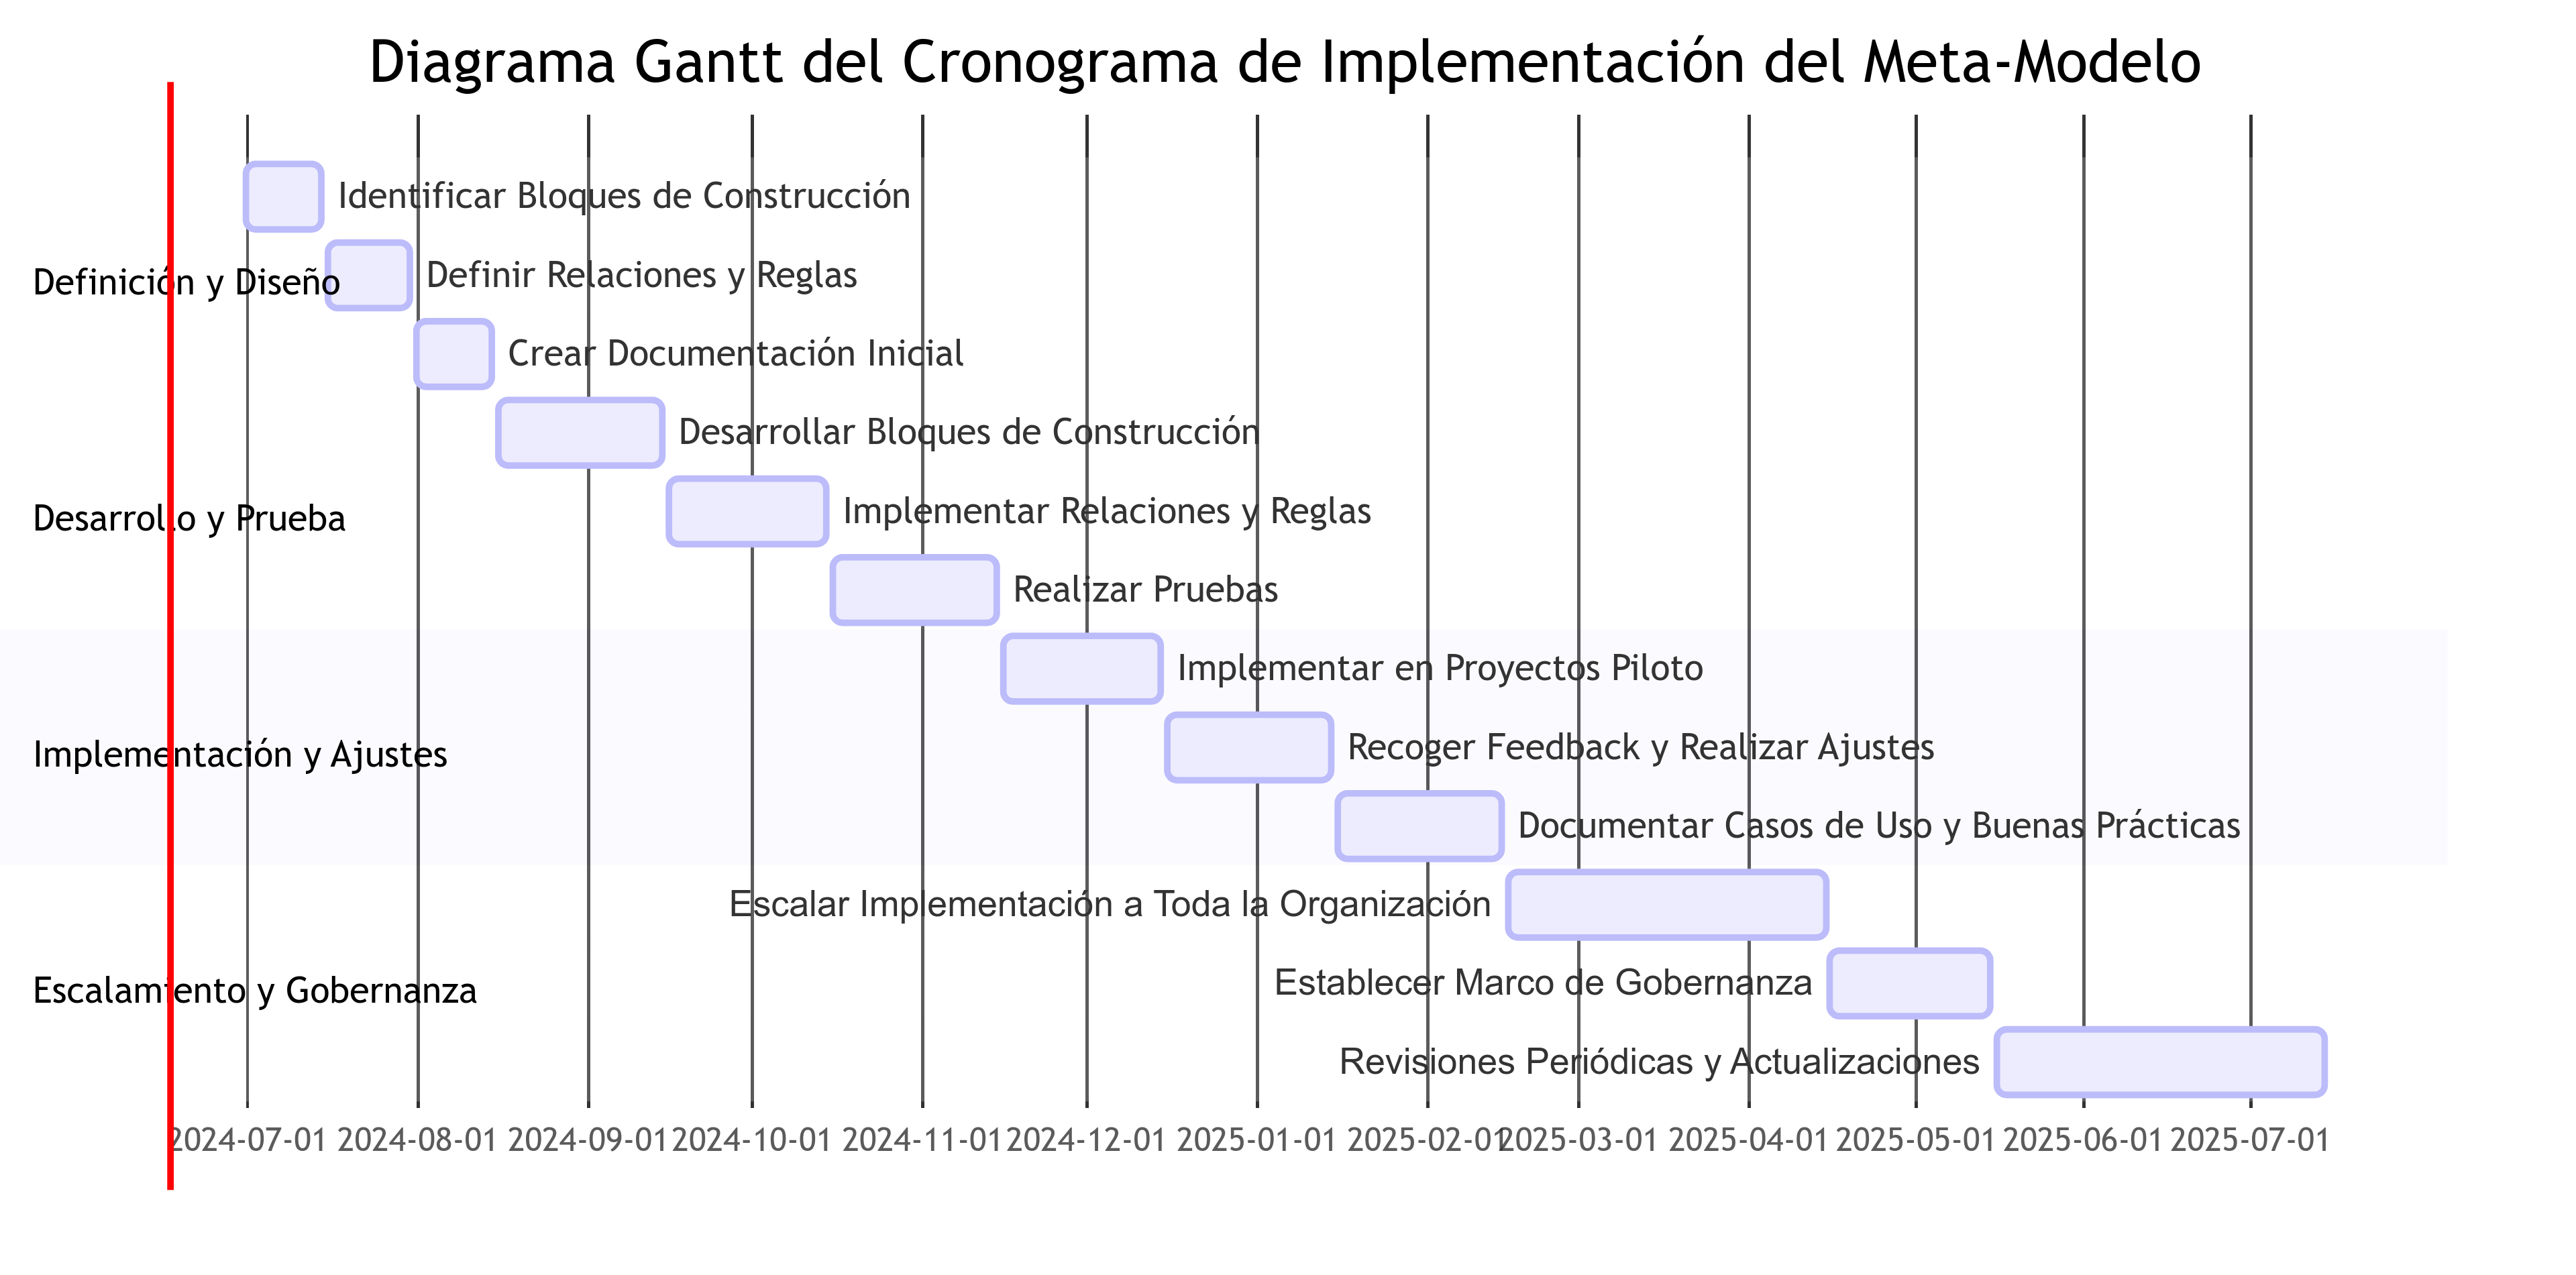 Diagrama Gantt del Cronograma de Implementación del Meta-Modelo
Identificar Bloques de Construcción
Definición y Diseño
Definir Relaciones y Reglas
Crear Documentación Inicial
Desarrollar Bloques de Construcción
Desarrollo y Prueba
Implementar Relaciones y Reglas
Realizar Pruebas
Implementar en Proyectos Piloto
Implementación y Ajustes
Recoger Feedback y Realizar Ajustes
Documentar Casos de Uso y Buenas Prácticas
Escalar Implementación a Toda la Organización
Escalamiento y Gobernanza
Establecer Marco de Gobernanza
Revisiones Periódicas y Actualizaciones
2024-07-01 2024-08-01 2024-09-01 2024-10-01 2024-11-01 2024-12-01 2025-01-01 2025-02-01 2025-03-01 2025-04-01 2025-05-01 2025-06-01 2025-07-01